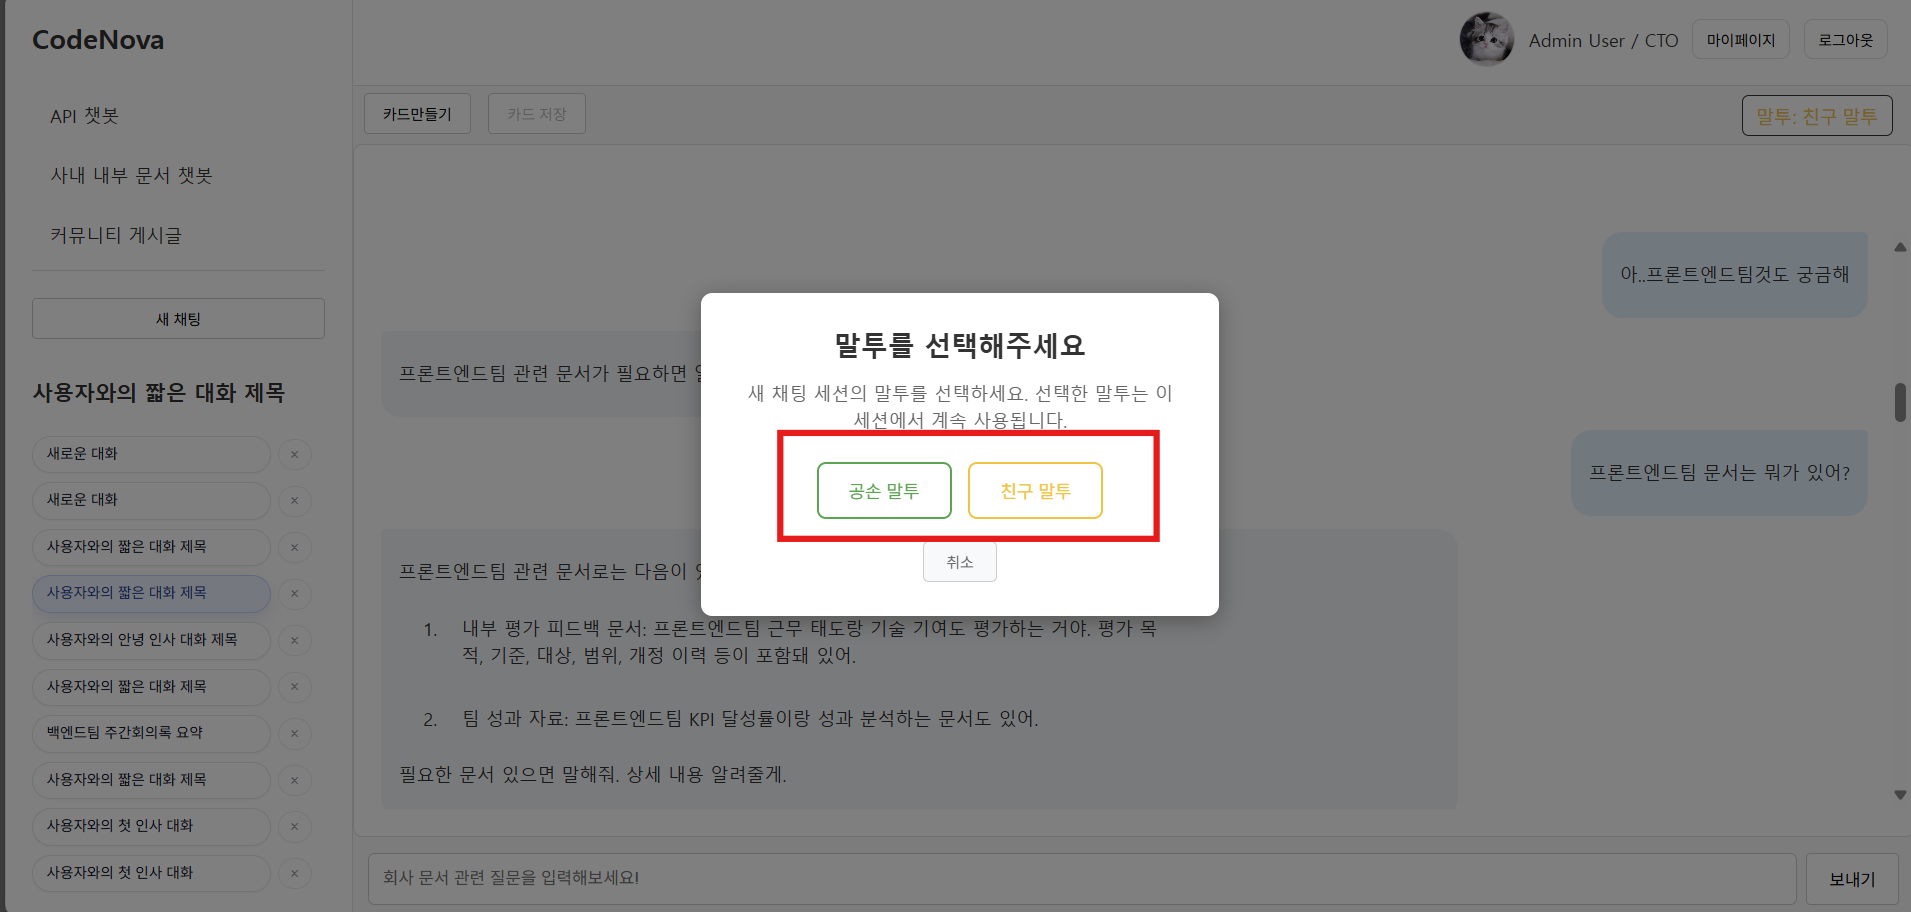 CodeNova
API 챗봇
사내 내부 문서 챗봇
커뮤니티 게시글
새 채팅
사용자와의 짧은 대화 제목
새로운 대화 ×
새로운 대화 ×
사용자와의 짧은 대화 제목 ×
사용자와의 짧은 대화 제목 ×
사용자와의 안녕 인사 대화 제목 ×
사용자와의 짧은 대화 제목 ×
백엔드팀 주간회의록 요약 ×
사용자와의 짧은 대화 제목 ×
사용자와의 첫 인사 대화 ×
사용자와의 첫 인사 대화 ×
Admin User / CTO 마이페이지 로그아웃
카드만들기 카드 저장 말투: 친구 말투
아..프론트엔드팀것도 궁금해
프론트엔드팀 관련 문서가 필요하면
프론트엔드팀 문서는 뭐가 있어?
프론트엔드팀 관련 문서로는 다음이
1. 내부 평가 피드백 문서: 프론트엔드팀 근무 태도랑 기술 기여도 평가하는 거야. 평가 목
적, 기준, 대상, 범위, 개정 이력 등이 포함돼 있어.
2. 팀 성과 자료: 프론트엔드팀 KPI 달성률이랑 성과 분석하는 문서도 있어.
필요한 문서 있으면 말해줘. 상세 내용 알려줄게.
말투를 선택해주세요
새 채팅 세션의 말투를 선택하세요. 선택한 말투는 이
세션에서 계속 사용됩니다.
공손 말투 친구 말투
취소
회사 문서 관련 질문을 입력해보세요! 보내기